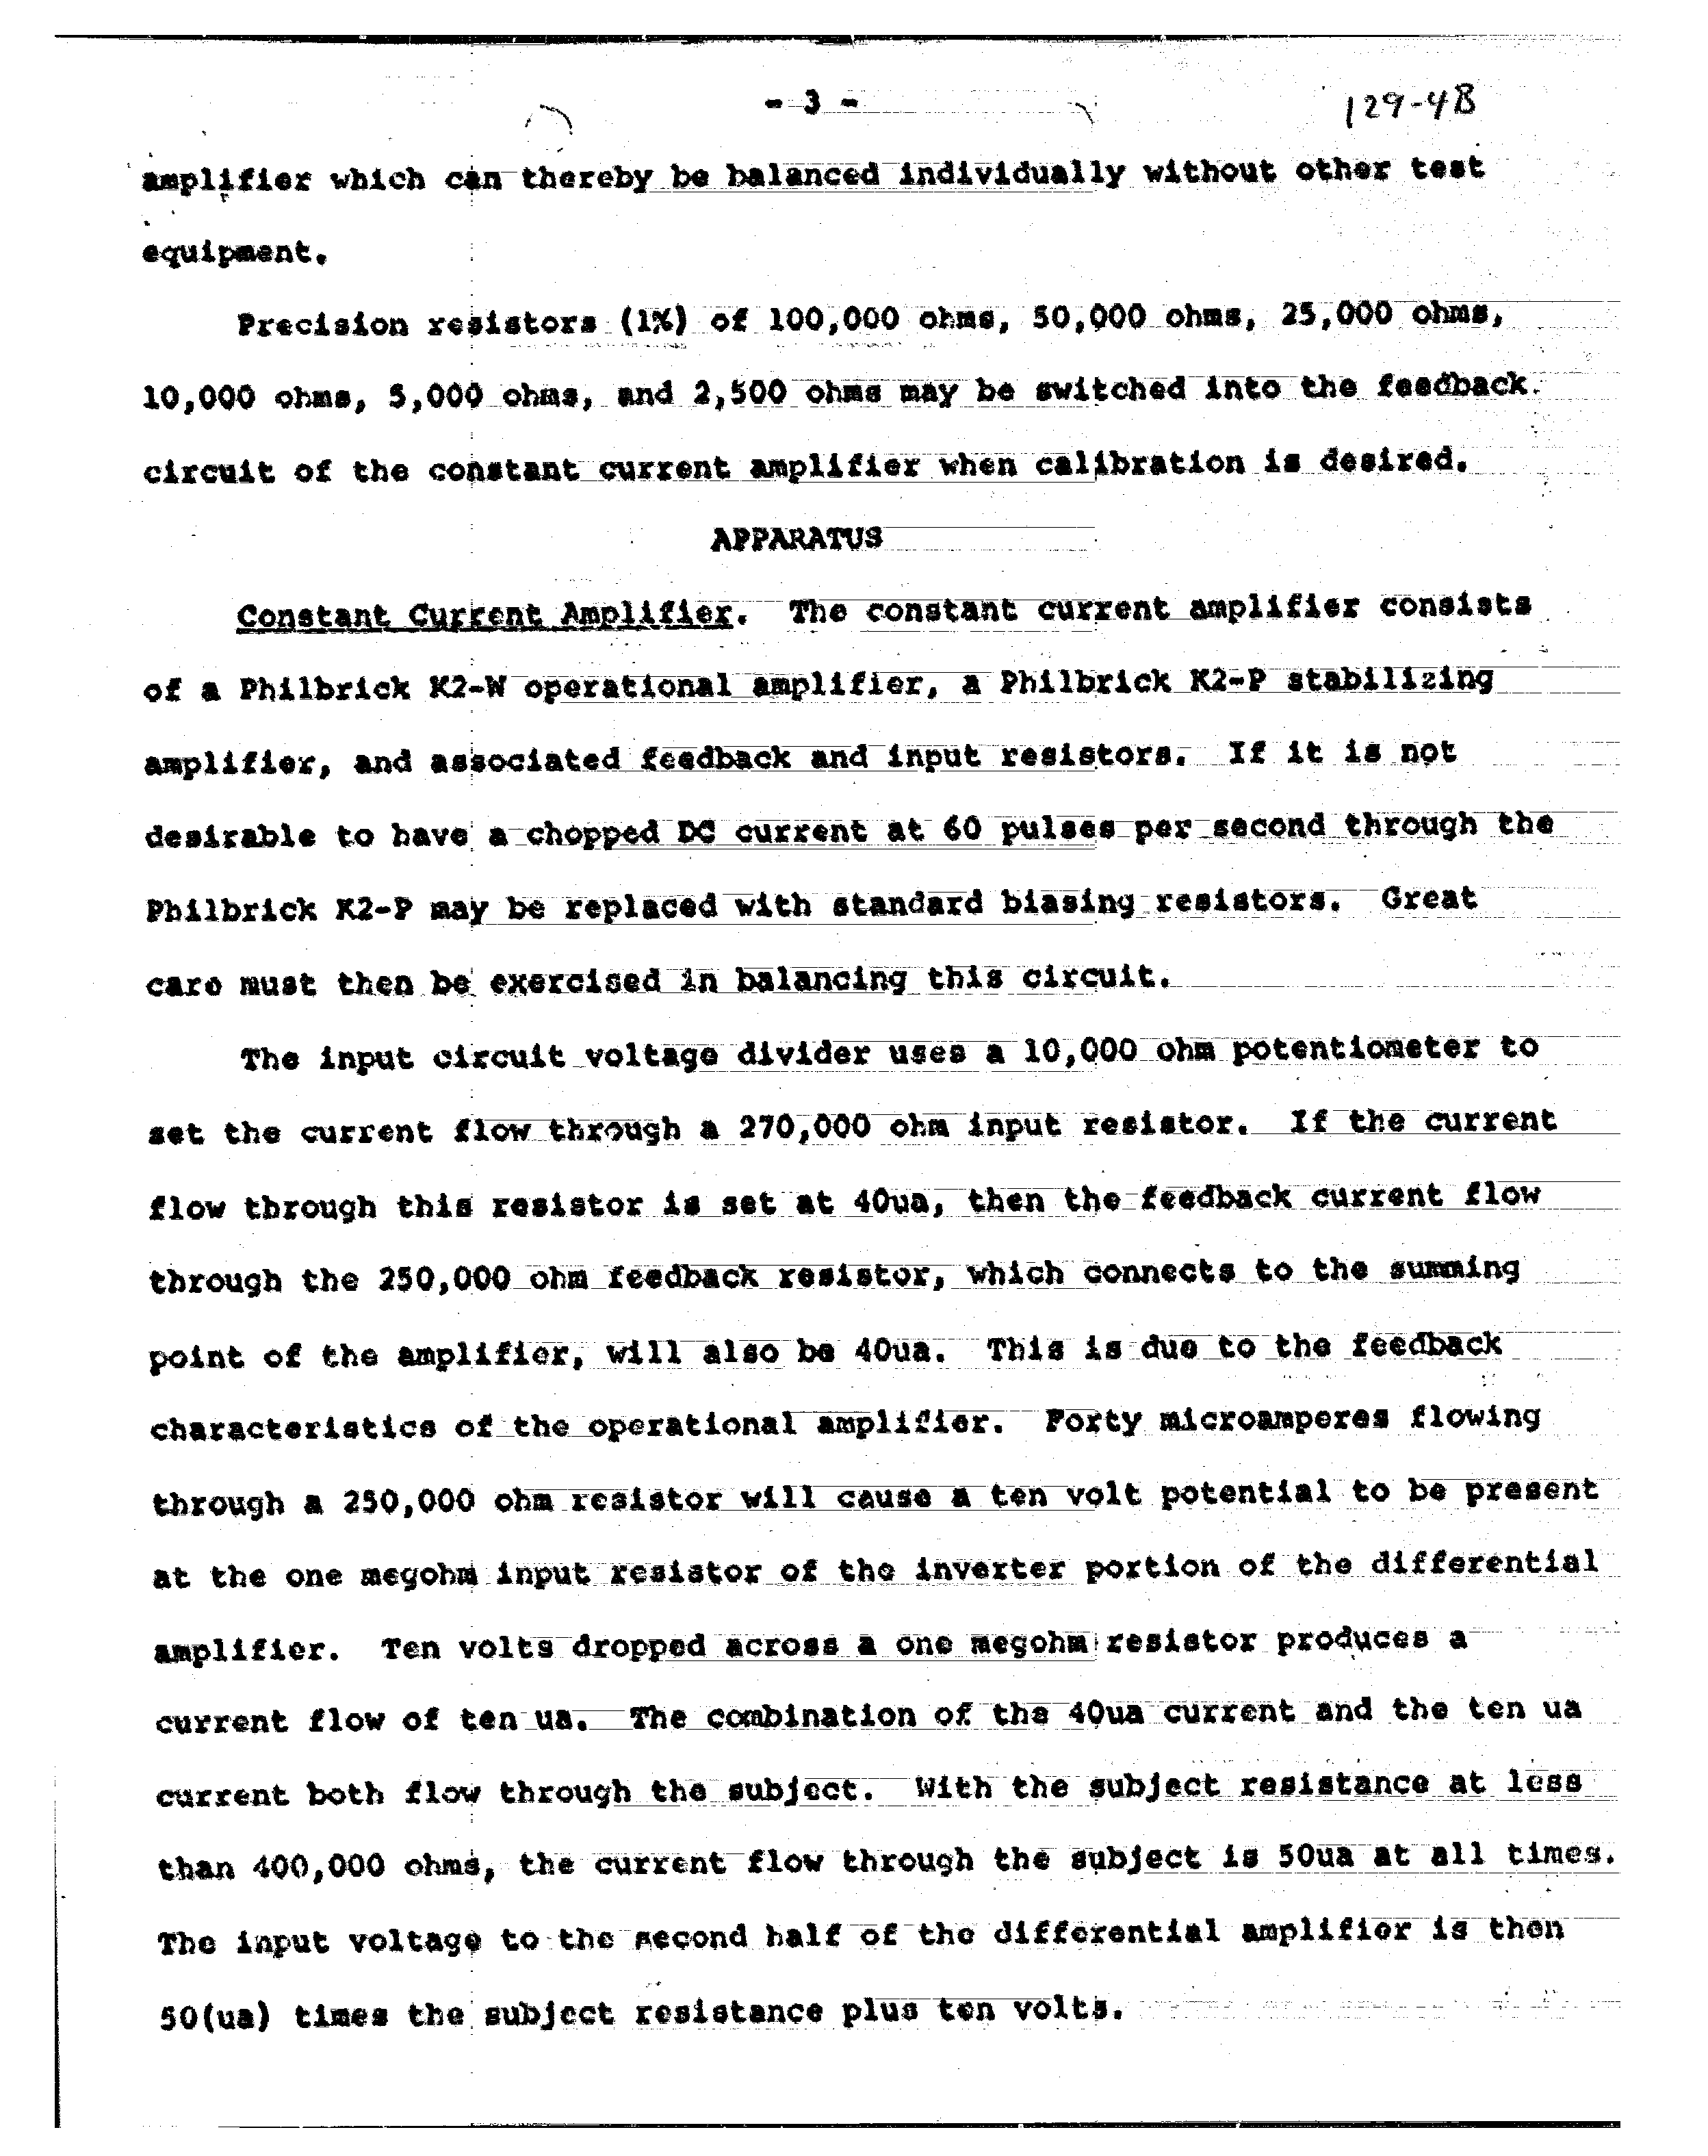 - 3 -
129-4B
amplifier which can thereby be balanced individually without other test
equipment.
Precision resistors (1%) of 100,000 ohms, 50,000 ohms, 25,000 ohms,
10,000 ohms, 5,000 ohms, and 2,500 ohms may be switched into the feedback
circuit of the constant current amplifier when calibration is desired.
APPARATUS
Constant Current Amplifier. The constant current amplifier consists
of a Philbrick K2-W operational amplifier, a Philbrick K2-P stabilizing
amplifier, and associated feedback and input resistors. If it is not
desirable to have a chopped DC current at 60 pulses per second through the
Philbrick K2-P may be replaced with standard biasing resistors. Great
care must then be exercised in balancing this circuit.
The input circuit voltage divider uses a 10,000 ohm potentiometer to
set the current flow through a 270,000 ohm input resistor. If the current
flow through this resistor is set at 40ua, then the feedback current flow
through the 250,000 ohm feedback resistor, which connects to the summing
point of the amplifier, will also be 40ua. This is due to the feedback
characteristics of the operational amplifier. Forty microamperes flowing
through a 250,000 ohm resistor will cause a ten volt potential to be present
at the one megohm input resistor of the inverter portion of the differential
amplifier. Ten volts dropped across a one megohm resistor produces a
current flow of ten ua. The combination of the 40ua current and the ten ua
current both flow through the subject. With the subject resistance at less
than 400,000 ohms, the current flow through the subject is 50ua at all times.
The input voltage to the second half of the differential amplifier is then
50(ua) times the subject resistance plus ten volts.